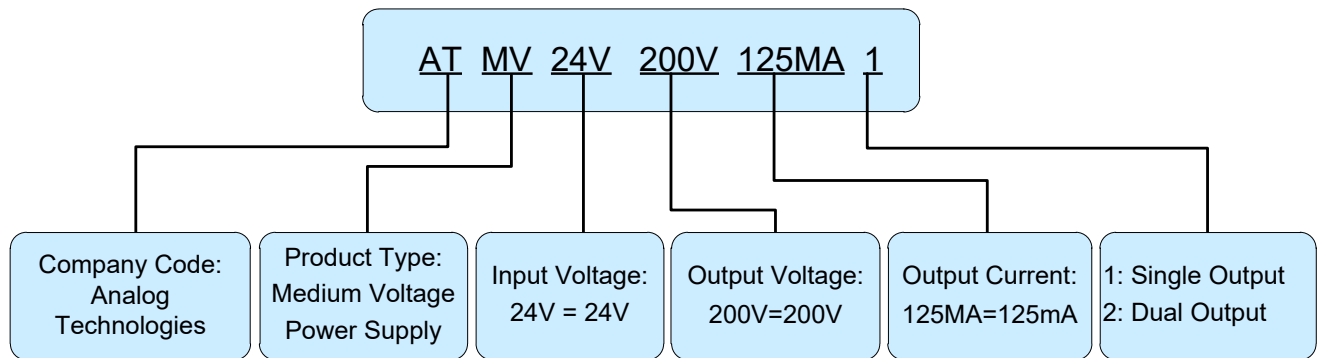 AT MV 24V 200V 125MA 1
Company Code:
Analog
Technologies
Product Type:
Medium Voltage
Power Supply
Input Voltage:
24V = 24V
Output Voltage:
200V=200V
Output Current:
125MA=125mA
1: Single Output
2: Dual Output